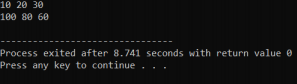 10 20 30
100 80 60
--------------------------------
Process exited after 8.741 seconds with return value 0
Press any key to continue . . .